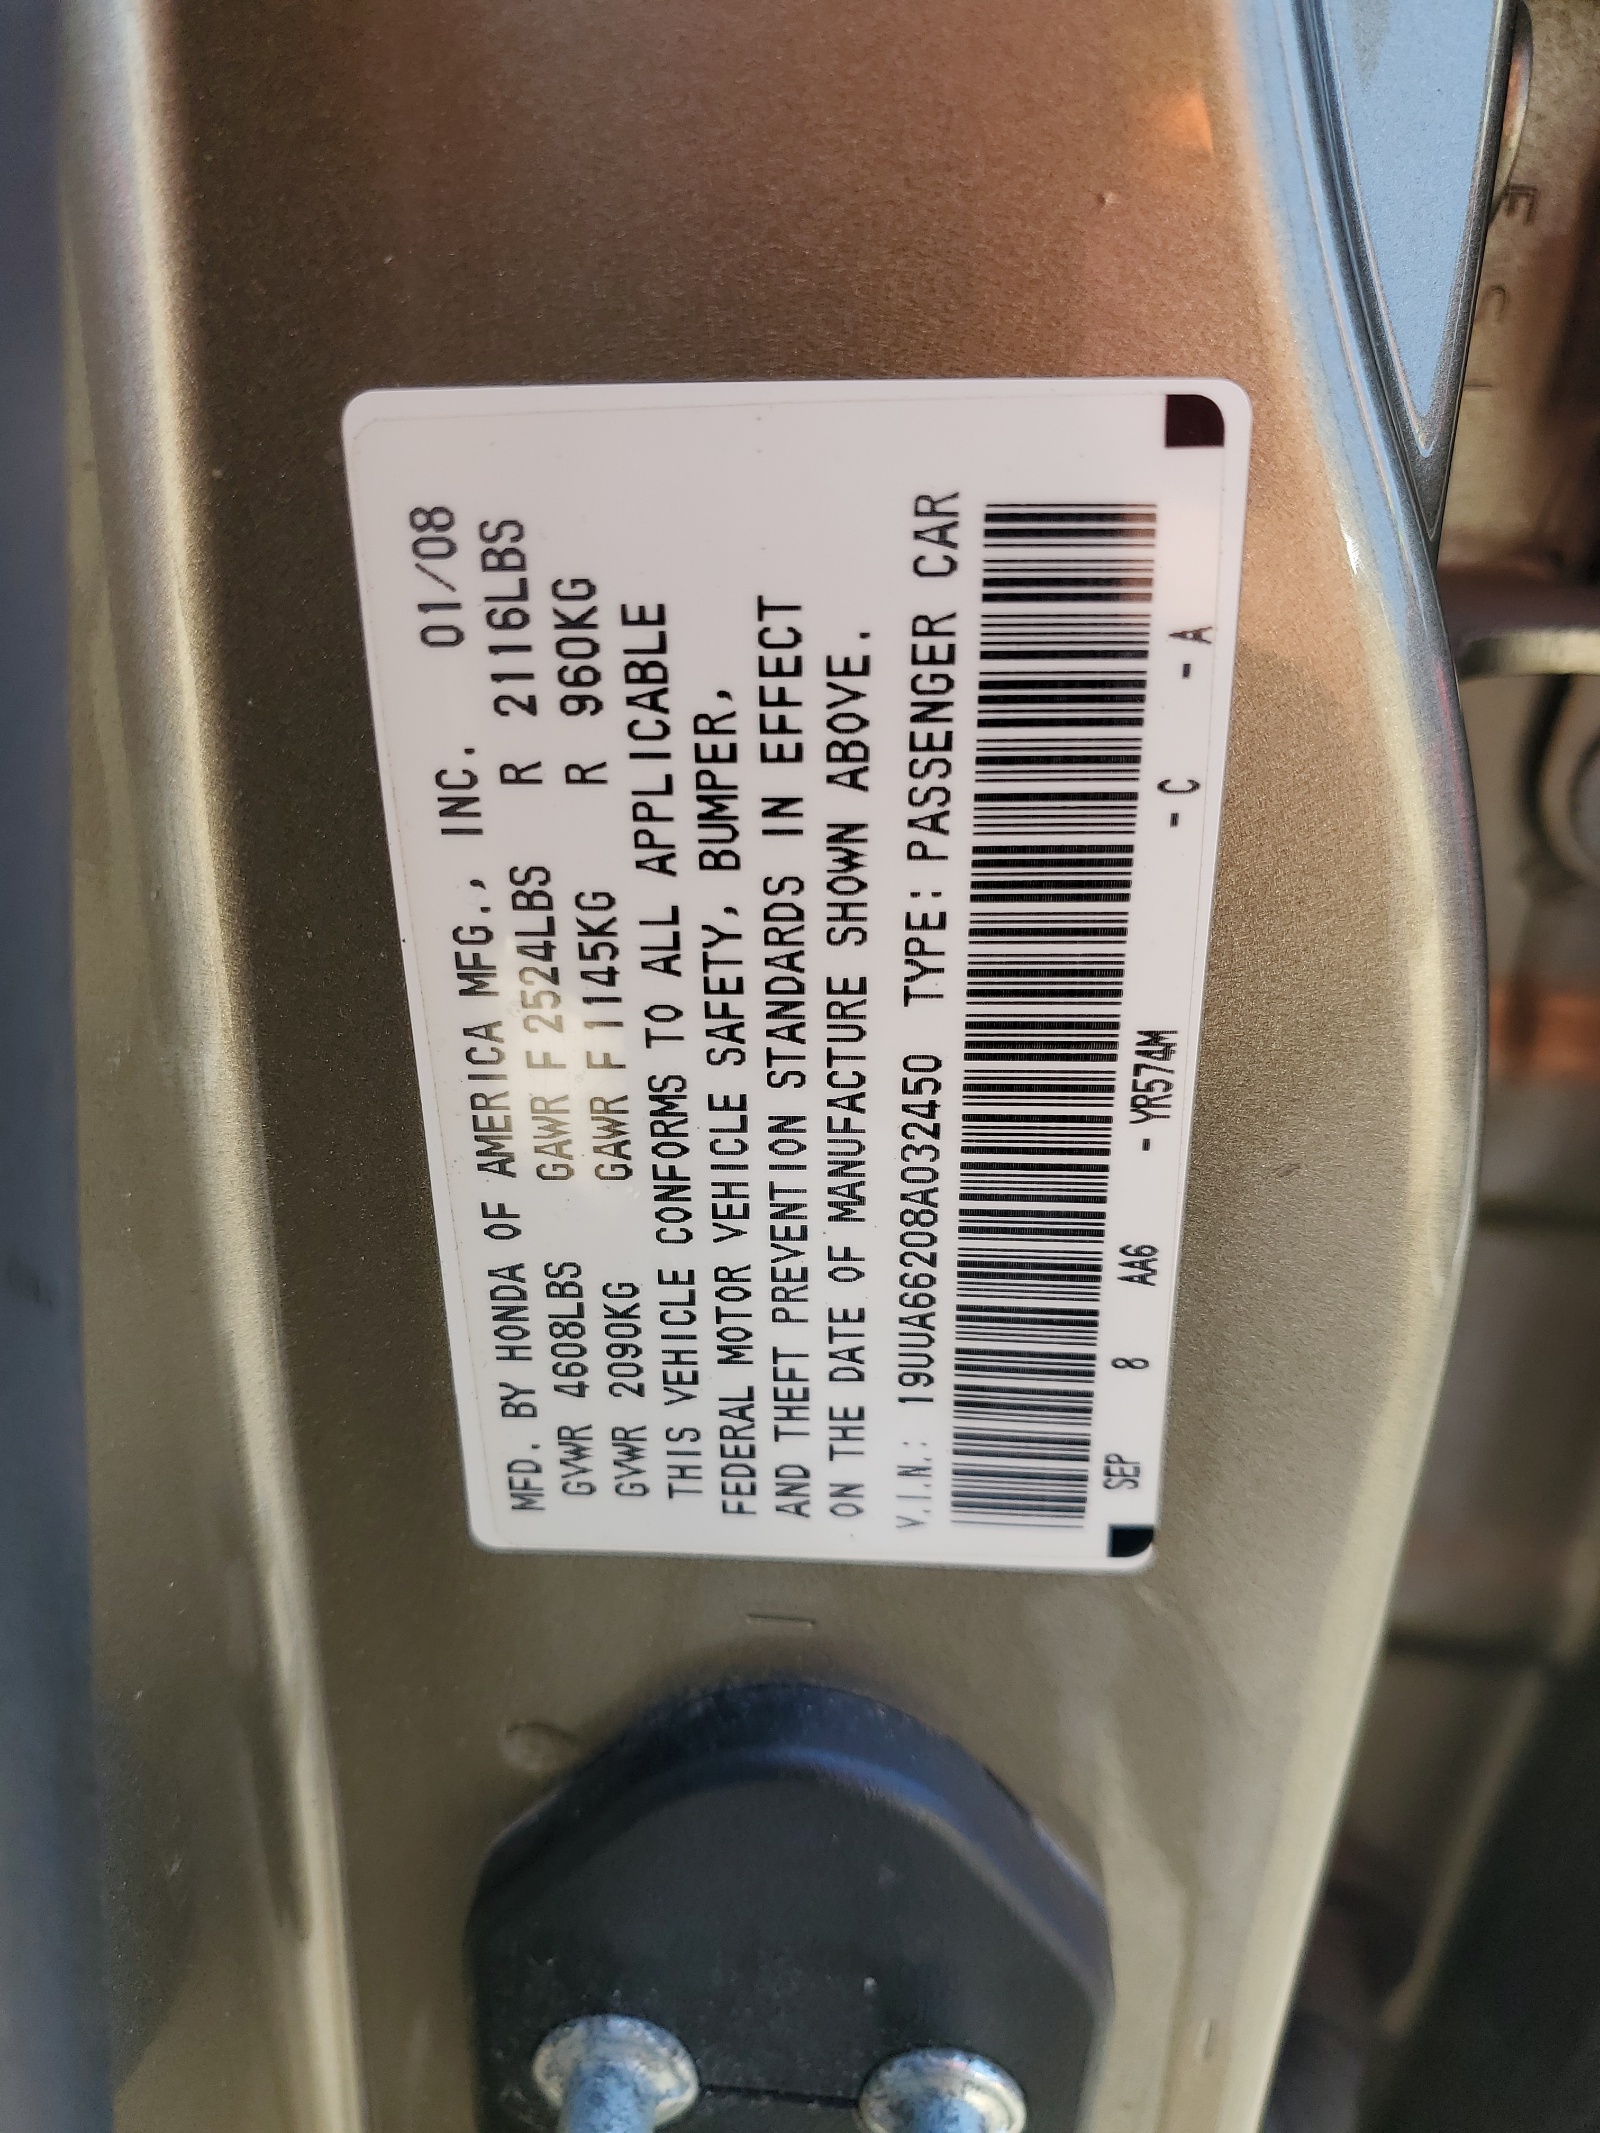 MFD. BY HONDA OF AMERICA MFG., INC. 01/08
GVWR 4608LBS GAWR F 2524LBS R 2116LBS
GVWR 2090KG GAWR F 1145KG R 960KG
THIS VEHICLE CONFORMS TO ALL APPLICABLE
FEDERAL MOTOR VEHICLE SAFETY, BUMPER,
AND THEFT PREVENTION STANDARDS IN EFFECT
ON THE DATE OF MANUFACTURE SHOWN ABOVE.
V.I.N.: 19UUA66208A032450 TYPE: PASSENGER CAR
SEP 8 AA6 - YR574M - C - A